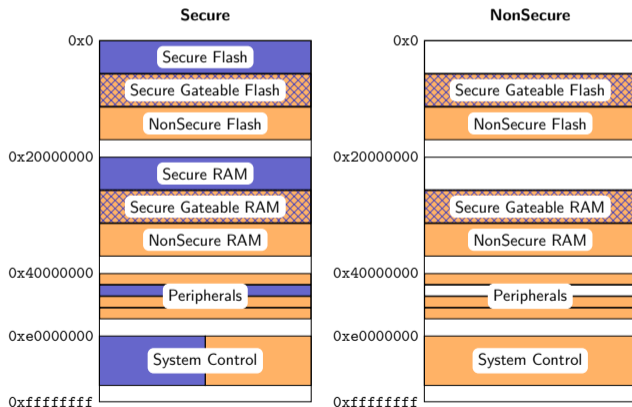 Secure
NonSecure
0x0
Secure Flash
Secure Gateable Flash
NonSecure Flash
0x20000000
Secure RAM
Secure Gateable RAM
NonSecure RAM
0x40000000
Peripherals
0xe0000000
System Control
0xffffffff
0x0
Secure Gateable Flash
NonSecure Flash
0x20000000
Secure Gateable RAM
NonSecure RAM
0x40000000
Peripherals
0xe0000000
System Control
0xffffffff